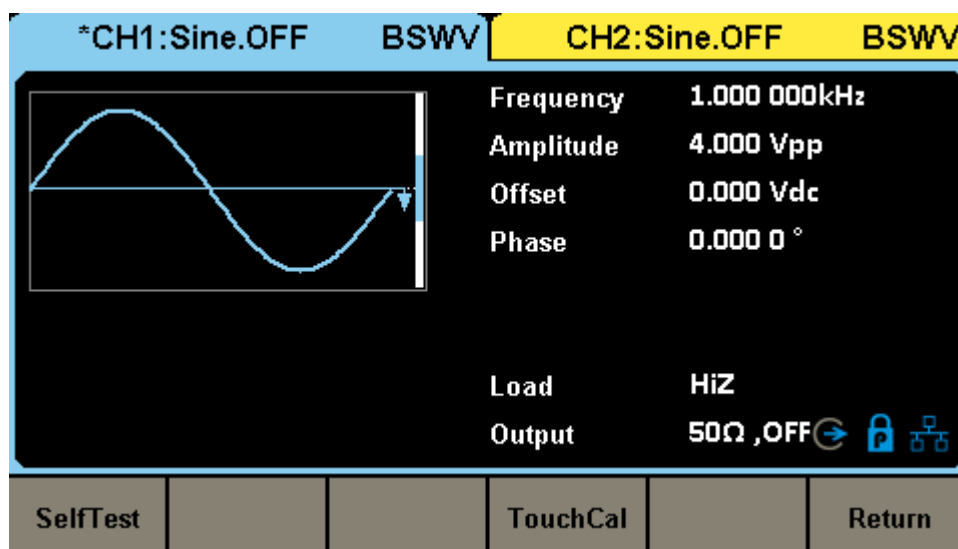 *CH1:Sine.OFF BSWV CH2:Sine.OFF BSWV
Frequency 1.000 000kHz
Amplitude 4.000 Vpp
Offset 0.000 Vdc
Phase 0.000 0 °
Load HiZ
Output 50Ω ,OFF P
SelfTest TouchCal Return